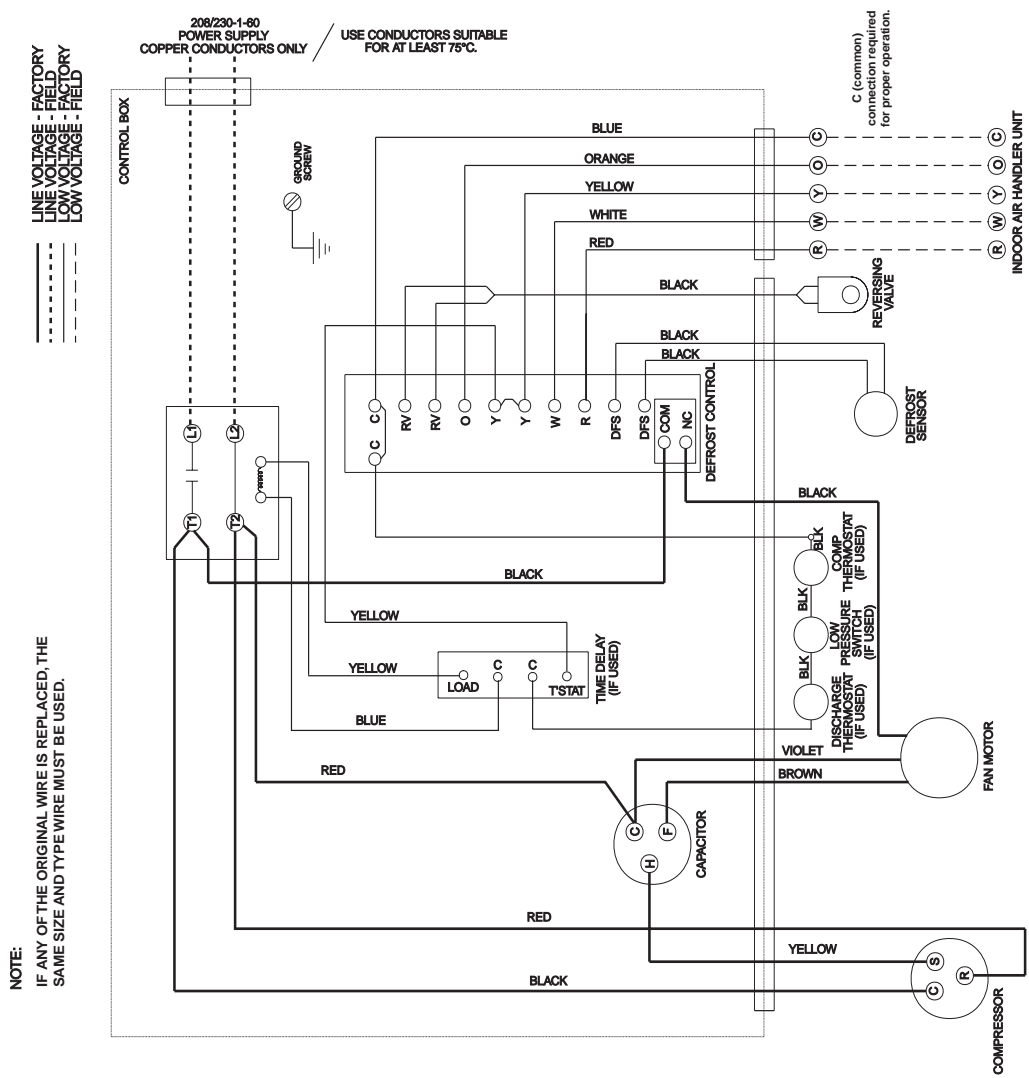 208/230-1-60
POWER SUPPLY
COPPER CONDUCTORS ONLY
USE CONDUCTORS SUITABLE
FOR AT LEAST 75°C.
LINE VOLTAGE - FACTORY
LINE VOLTAGE - FIELD
LOW VOLTAGE - FACTORY
LOW VOLTAGE - FIELD
CONTROL BOX
GROUND
SCREW
C (common)
connection required
for proper operation.
BLUE
C
C
ORANGE
O
O
YELLOW
Y
Y
WHITE
W
W
RED
R
R
INDOOR AIR HANDLER UNIT
BLACK
REVERSING
VALVE
BLACK
BLACK
DEFROST
SENSOR
L1
L2
T1
T2
C
C
RV
RV
O
Y
Y
W
R
DFS
DFS
COM
NC
DEFROST CONTROL
BLACK
BLK
COMP
THERMOSTAT
(IF USED)
BLK
LOW
PRESSURE
SWITCH
(IF USED)
BLK
DISCHARGE
THERMOSTAT
(IF USED)
BLACK
YELLOW
YELLOW
LOAD
C
C
T'STAT
TIME DELAY
(IF USED)
BLUE
RED
VIOLET
BROWN
FAN MOTOR
C
F
H
CAPACITOR
RED
YELLOW
BLACK
S
R
C
COMPRESSOR
NOTE:
IF ANY OF THE ORIGINAL WIRE IS REPLACED, THE
SAME SIZE AND TYPE WIRE MUST BE USED.